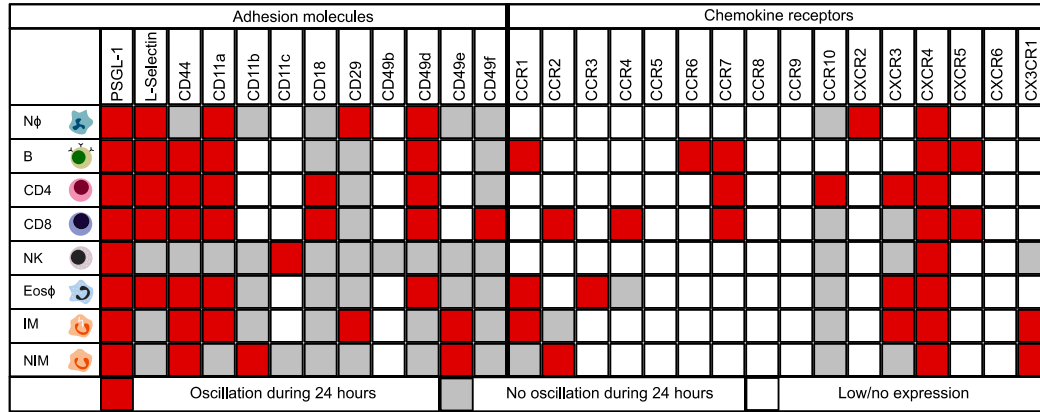 Adhesion molecules Chemokine receptors
PSGL-1 L-Selectin CD44 CD11a CD11b CD11c CD18 CD29 CD49b CD49d CD49e CD49f CCR1 CCR2 CCR3 CCR4 CCR5 CCR6 CCR7 CCR8 CCR9 CCR10 CXCR2 CXCR3 CXCR4 CXCR5 CXCR6 CX3CR1
Nϕ
B
CD4
CD8
NK
Eosϕ
IM
NIM
Oscillation during 24 hours No oscillation during 24 hours Low/no expression